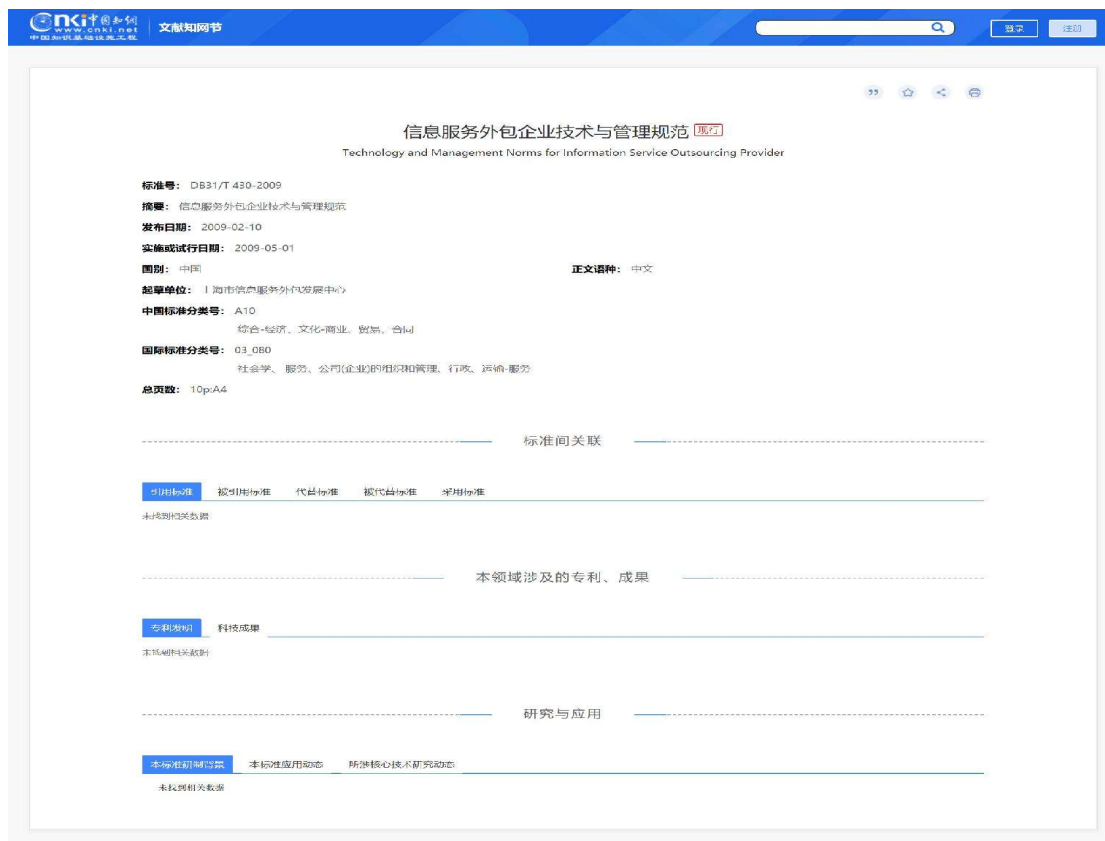 cnki中国知网
www.cnki.net
中国知识基础设施工程
文献知网节
登录
注册
信息服务外包企业技术与管理规范 现行
Technology and Management Norms for Information Service Outsourcing Provider
标准号： DB31/T 430-2009
摘要： 信息服务外包企业技术与管理规范
发布日期： 2009-02-10
实施或试行日期： 2009-05-01
国别： 中国
正文语种： 中文
起草单位： 上海市信息服务外包发展中心
中国标准分类号： A10
综合-经济、文化-商业、贸易、合同
国际标准分类号： 03_080
社会学、 服务、公司(企业)的组织和管理、行政、运输-服务
总页数： 10p:A4
标准间关联
引用标准 被引用标准 代替标准 被代替标准 采用标准
未找到相关数据
本领域涉及的专利、成果
专利发明 科技成果
未找到相关数据
研究与应用
本标准研制背景 本标准应用动态 所涉核心技术研究动态
未找到相关数据